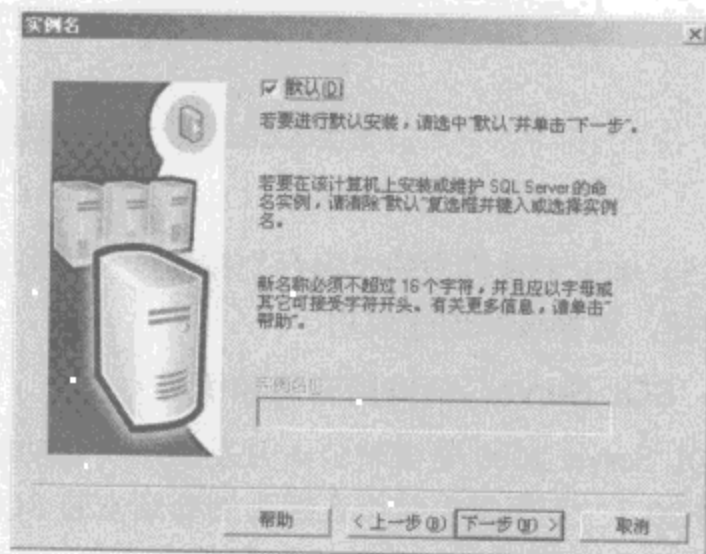 实例名
默认(D)
若要进行默认安装，请选中"默认"并单击"下一步"。
若要在该计算机上安装或维护 SQL Server的命
名实例，请清除"默认"复选框并键入或选择实例
名。
新名称必须不超过 16 个字符，并且应以字母或
其它可接受字符开头。有关更多信息，请单击"
帮助"。
实例名(I)
帮助
< 上一步(B)
下一步(N) >
取消